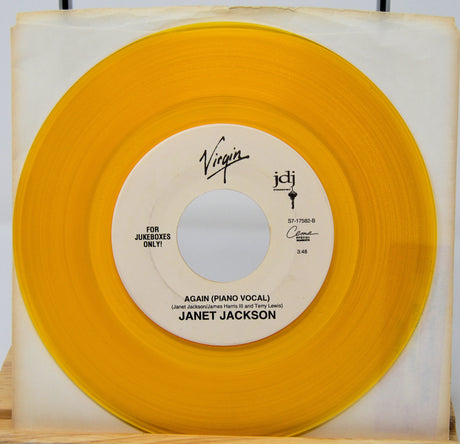 Virgin
jdj
S7-17582-B
Cema
3:48
FOR
JUKEBOXES
ONLY!
AGAIN (PIANO VOCAL)
(Janet Jackson/James Harris III and Terry Lewis)
JANET JACKSON